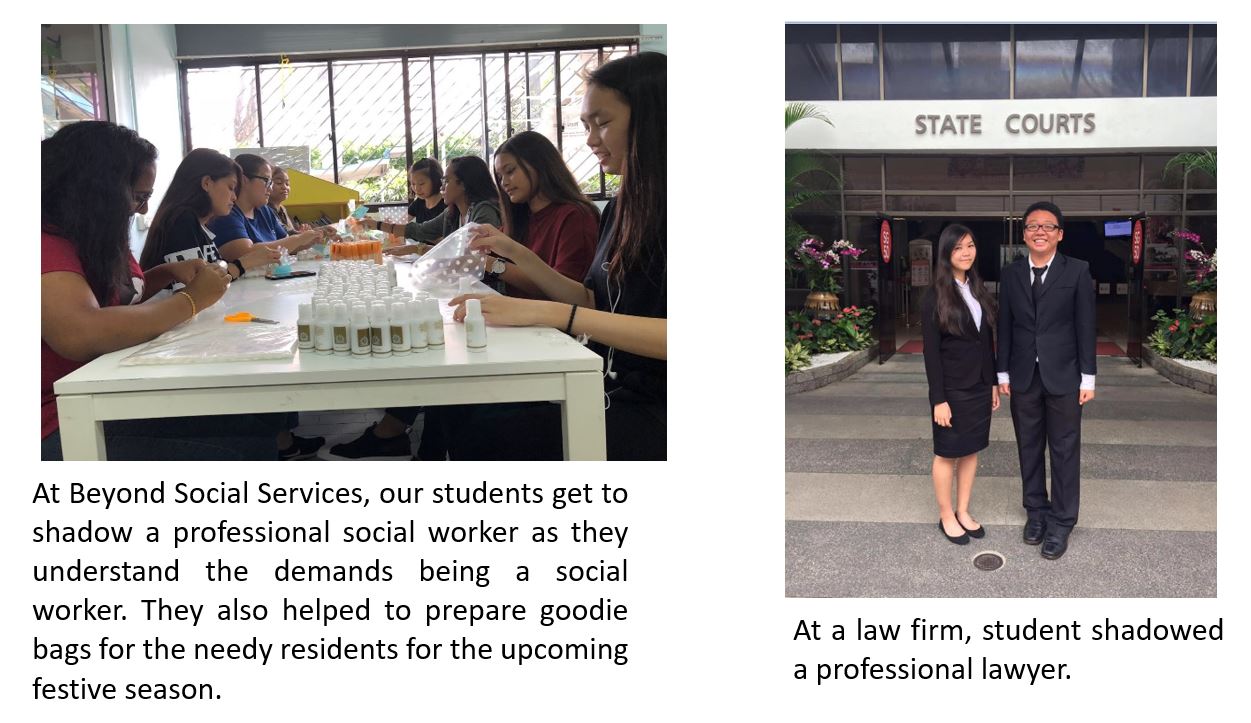 STATE COURTS
At Beyond Social Services, our students get to
shadow a professional social worker as they
understand the demands being a social
worker. They also helped to prepare goodie
bags for the needy residents for the upcoming
festive season.
At a law firm, student shadowed
a professional lawyer.